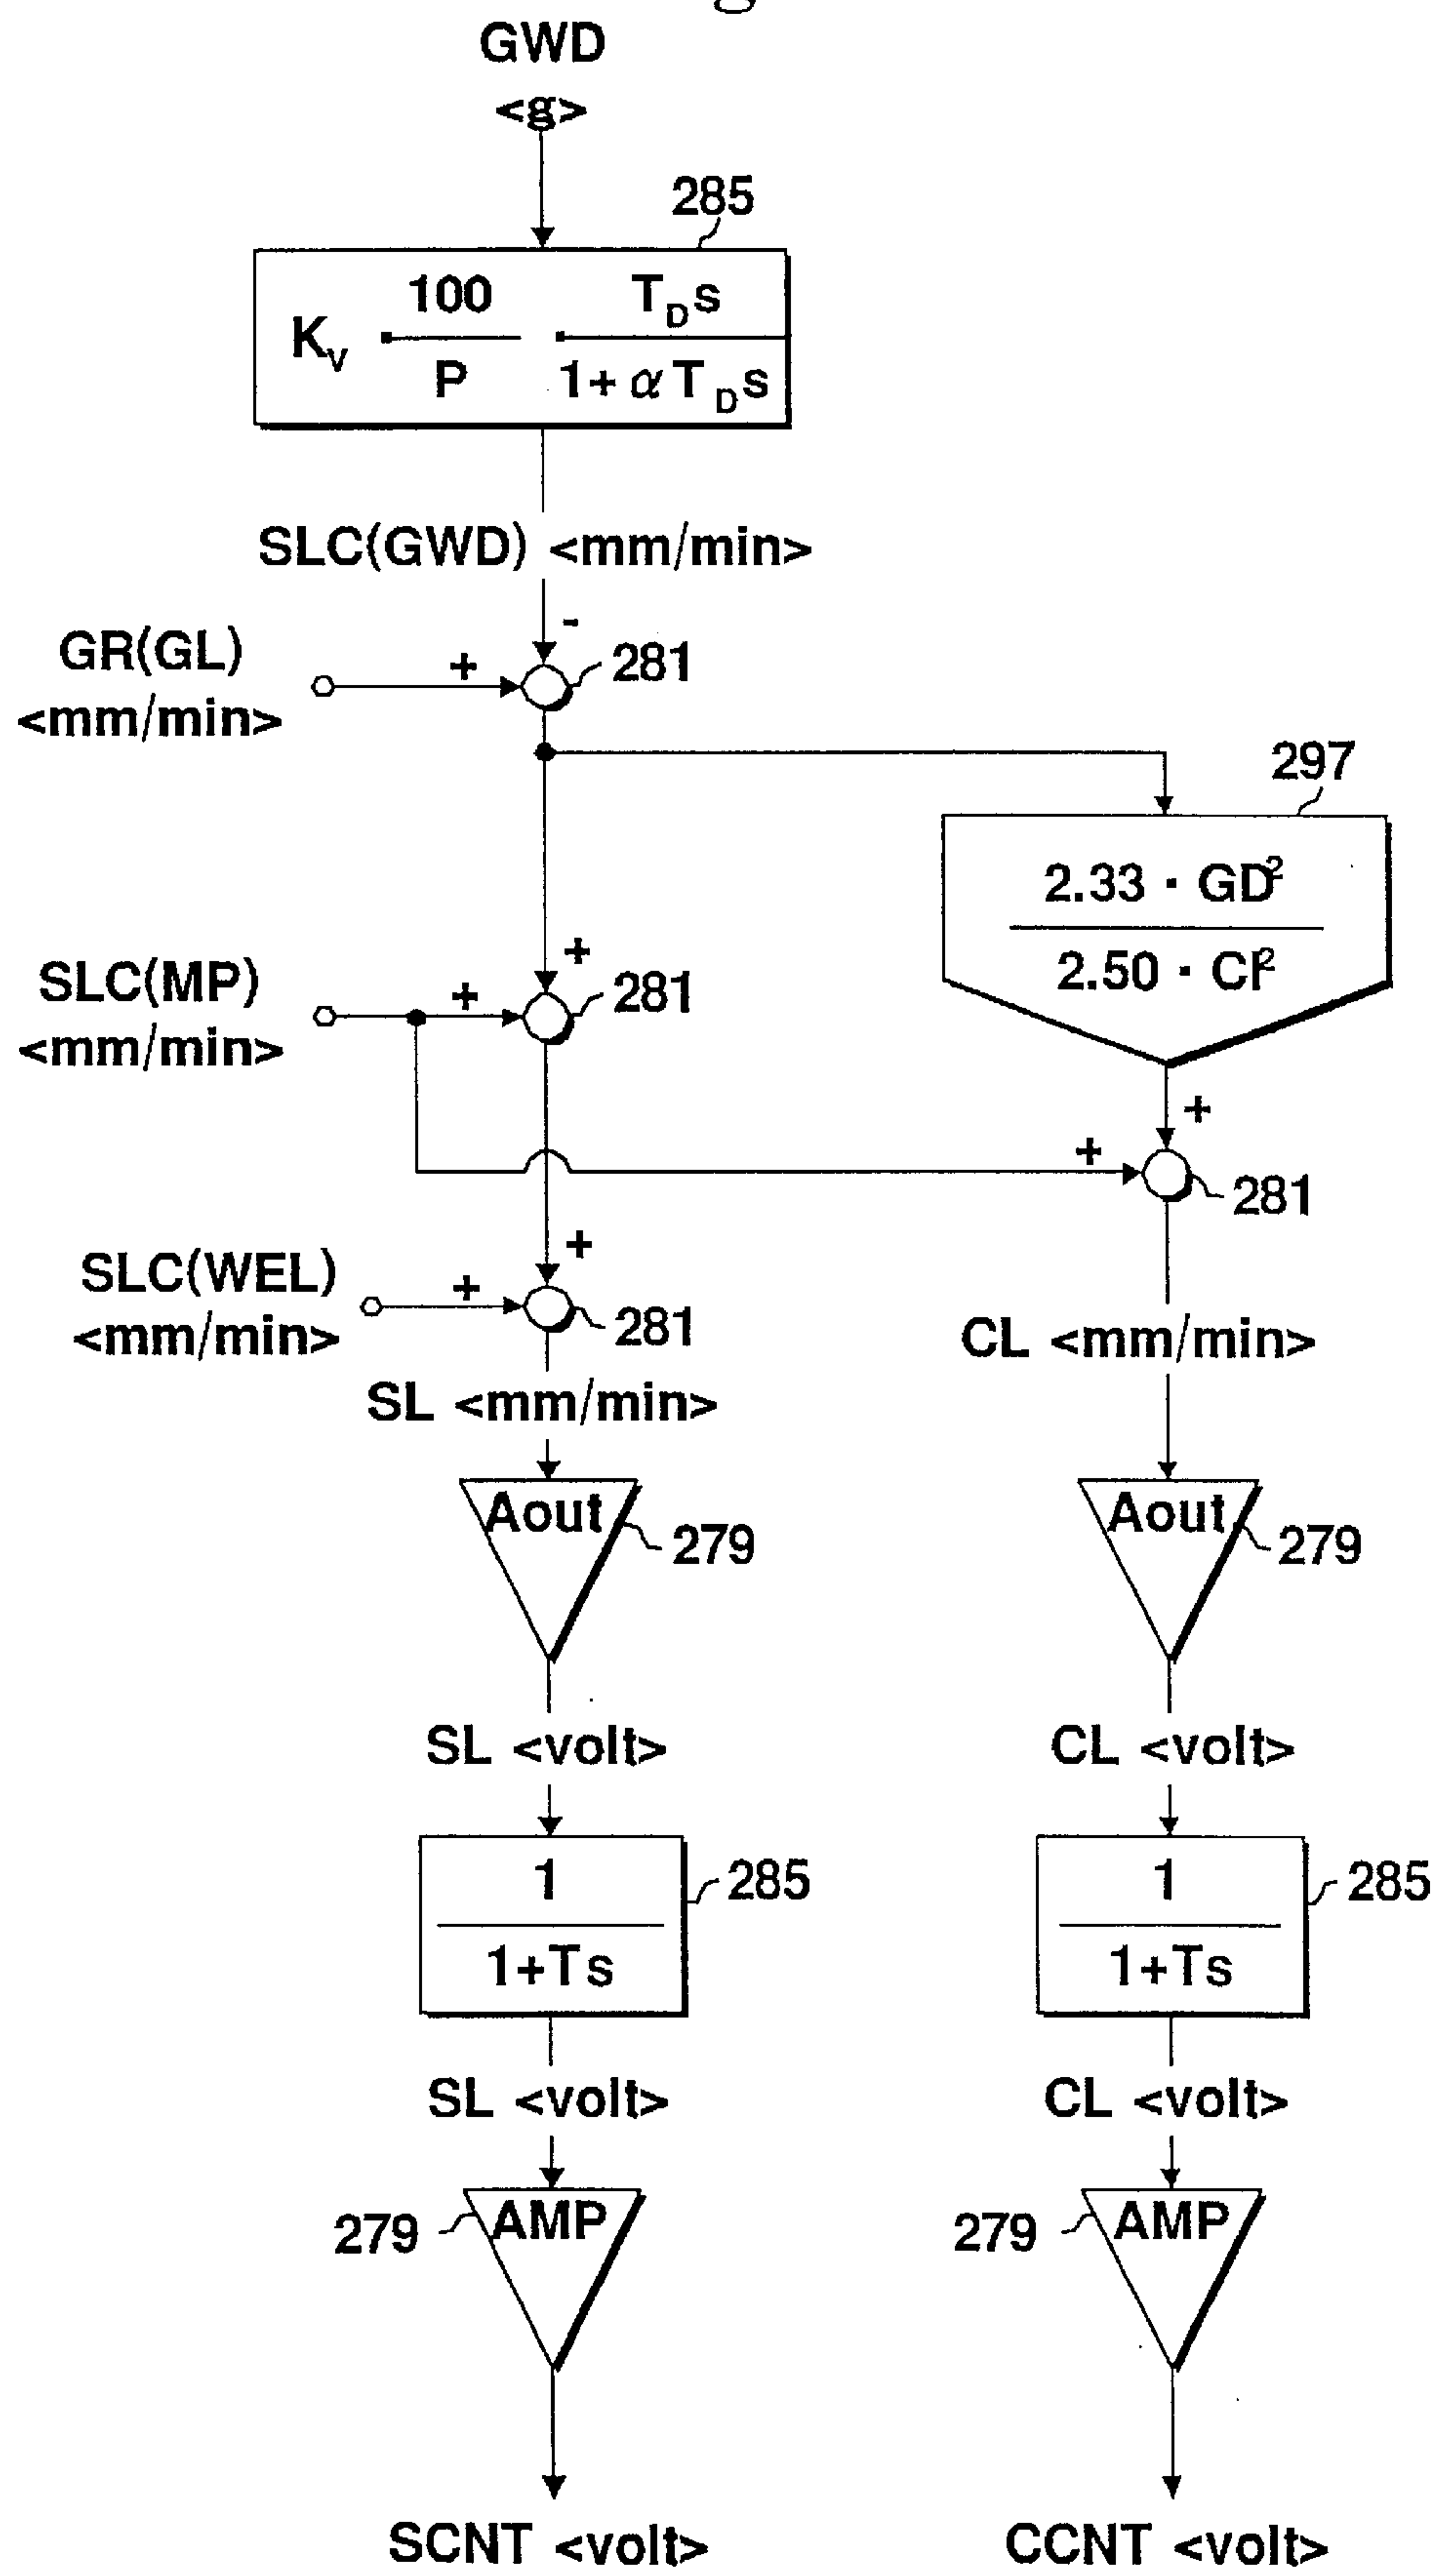 g
GWD
<g>
285
K_V · 100/P · T_D s/1+αT_D s
SLC(GWD) <mm/min>
-
GR(GL)
<mm/min>
+
281
297
2.33 · GD²
2.50 · CI²
+
SLC(MP)
<mm/min>
+
281
+
+
281
+
SLC(WEL)
<mm/min>
+
281
CL <mm/min>
SL <mm/min>
Aout
279
Aout
279
SL <volt>
CL <volt>
1
1+Ts
285
1
1+Ts
285
SL <volt>
CL <volt>
279
AMP
279
AMP
SCNT <volt>
CCNT <volt>